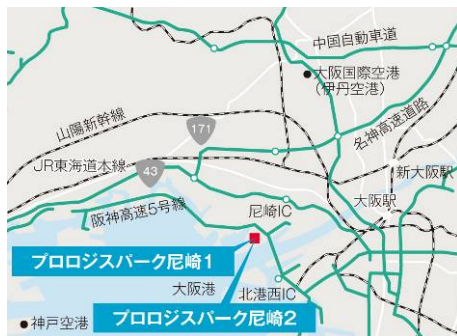 中国自動車道
大阪国際空港
(伊丹空港)
山陽新幹線
171
名神高速道路
JR東海道本線
43
新大阪駅
阪神高速5号線
尼崎IC
大阪駅
プロロジスパーク尼崎1
大阪港
北港西IC
プロロジスパーク尼崎2
神戸空港